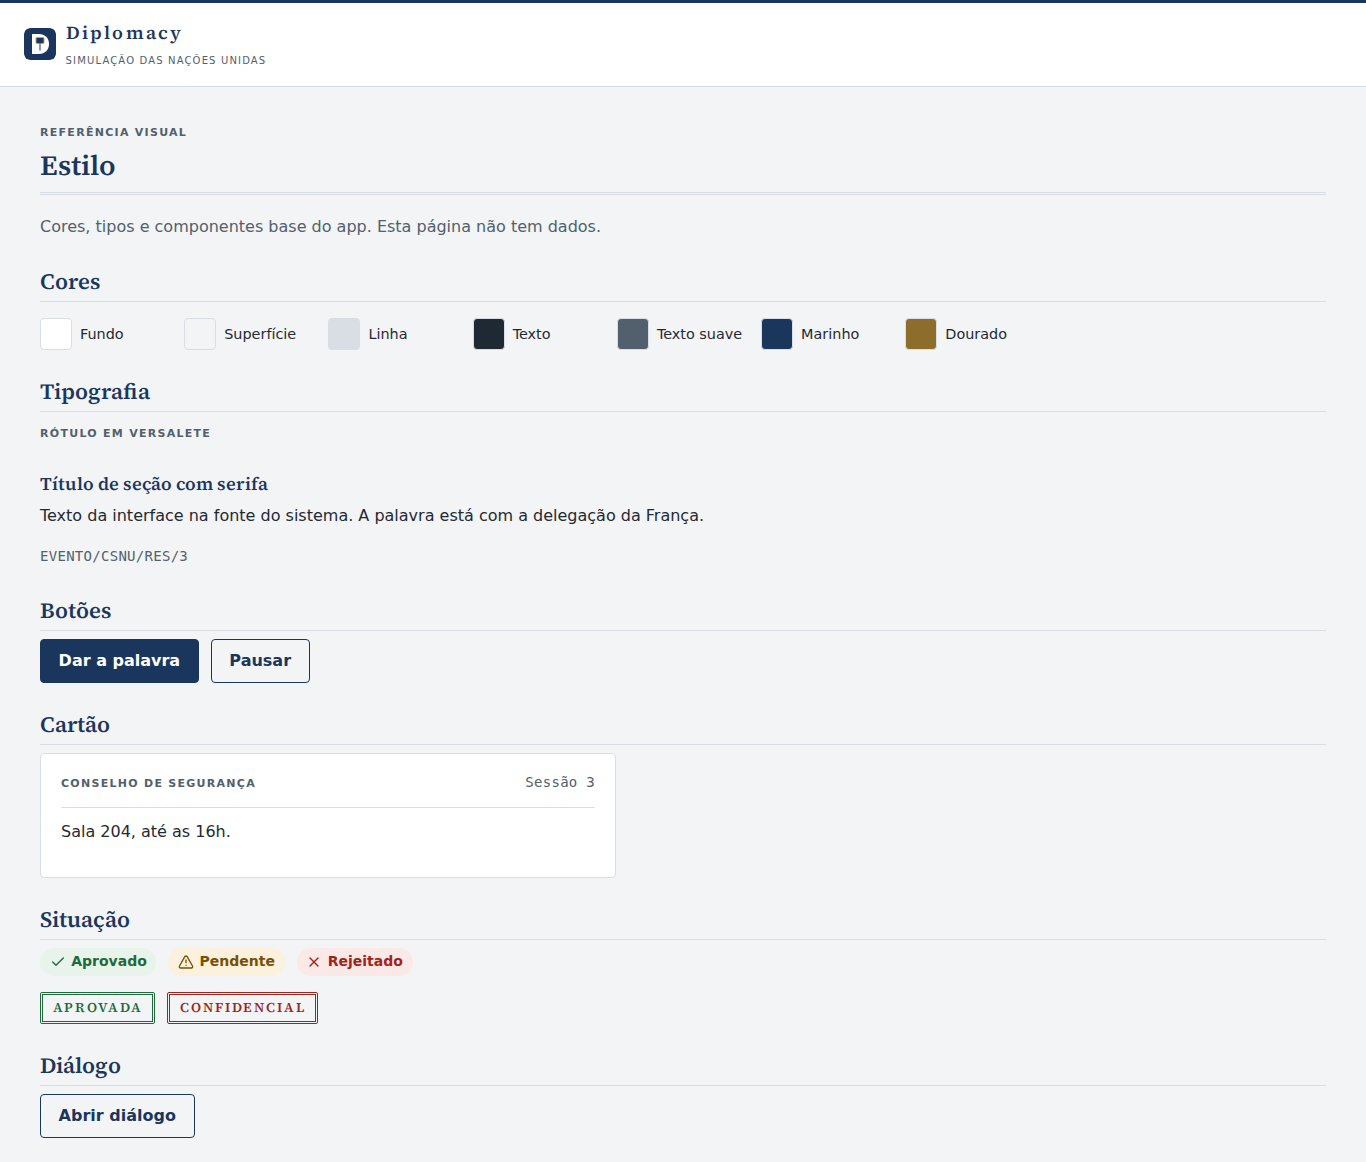 Diplomacy
SIMULAÇÃO DAS NAÇÕES UNIDAS
REFERÊNCIA VISUAL
Estilo
Cores, tipos e componentes base do app. Esta página não tem dados.
Cores
Fundo Superfície Linha Texto Texto suave Marinho Dourado
Tipografia
RÓTULO EM VERSALETE
Título de seção com serifa
Texto da interface na fonte do sistema. A palavra está com a delegação da França.
EVENTO/CSNU/RES/3
Botões
Dar a palavra Pausar
Cartão
CONSELHO DE SEGURANÇA Sessão 3
Sala 204, até as 16h.
Situação
Aprovado Pendente Rejeitado
APROVADA CONFIDENCIAL
Diálogo
Abrir diálogo